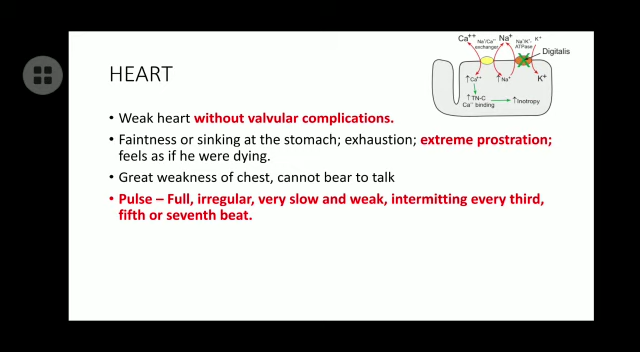 Ca++ Na+/Ca++ exchanger Na+ Na+/K+- ATPase K+
Digitalis
↑Ca++ ↑Na+ K+
↑TN-C Ca++ binding ↑Inotropy
HEART
• Weak heart without valvular complications.
• Faintness or sinking at the stomach; exhaustion; extreme prostration;
feels as if he were dying.
• Great weakness of chest, cannot bear to talk
• Pulse – Full, irregular, very slow and weak, intermitting every third,
fifth or seventh beat.